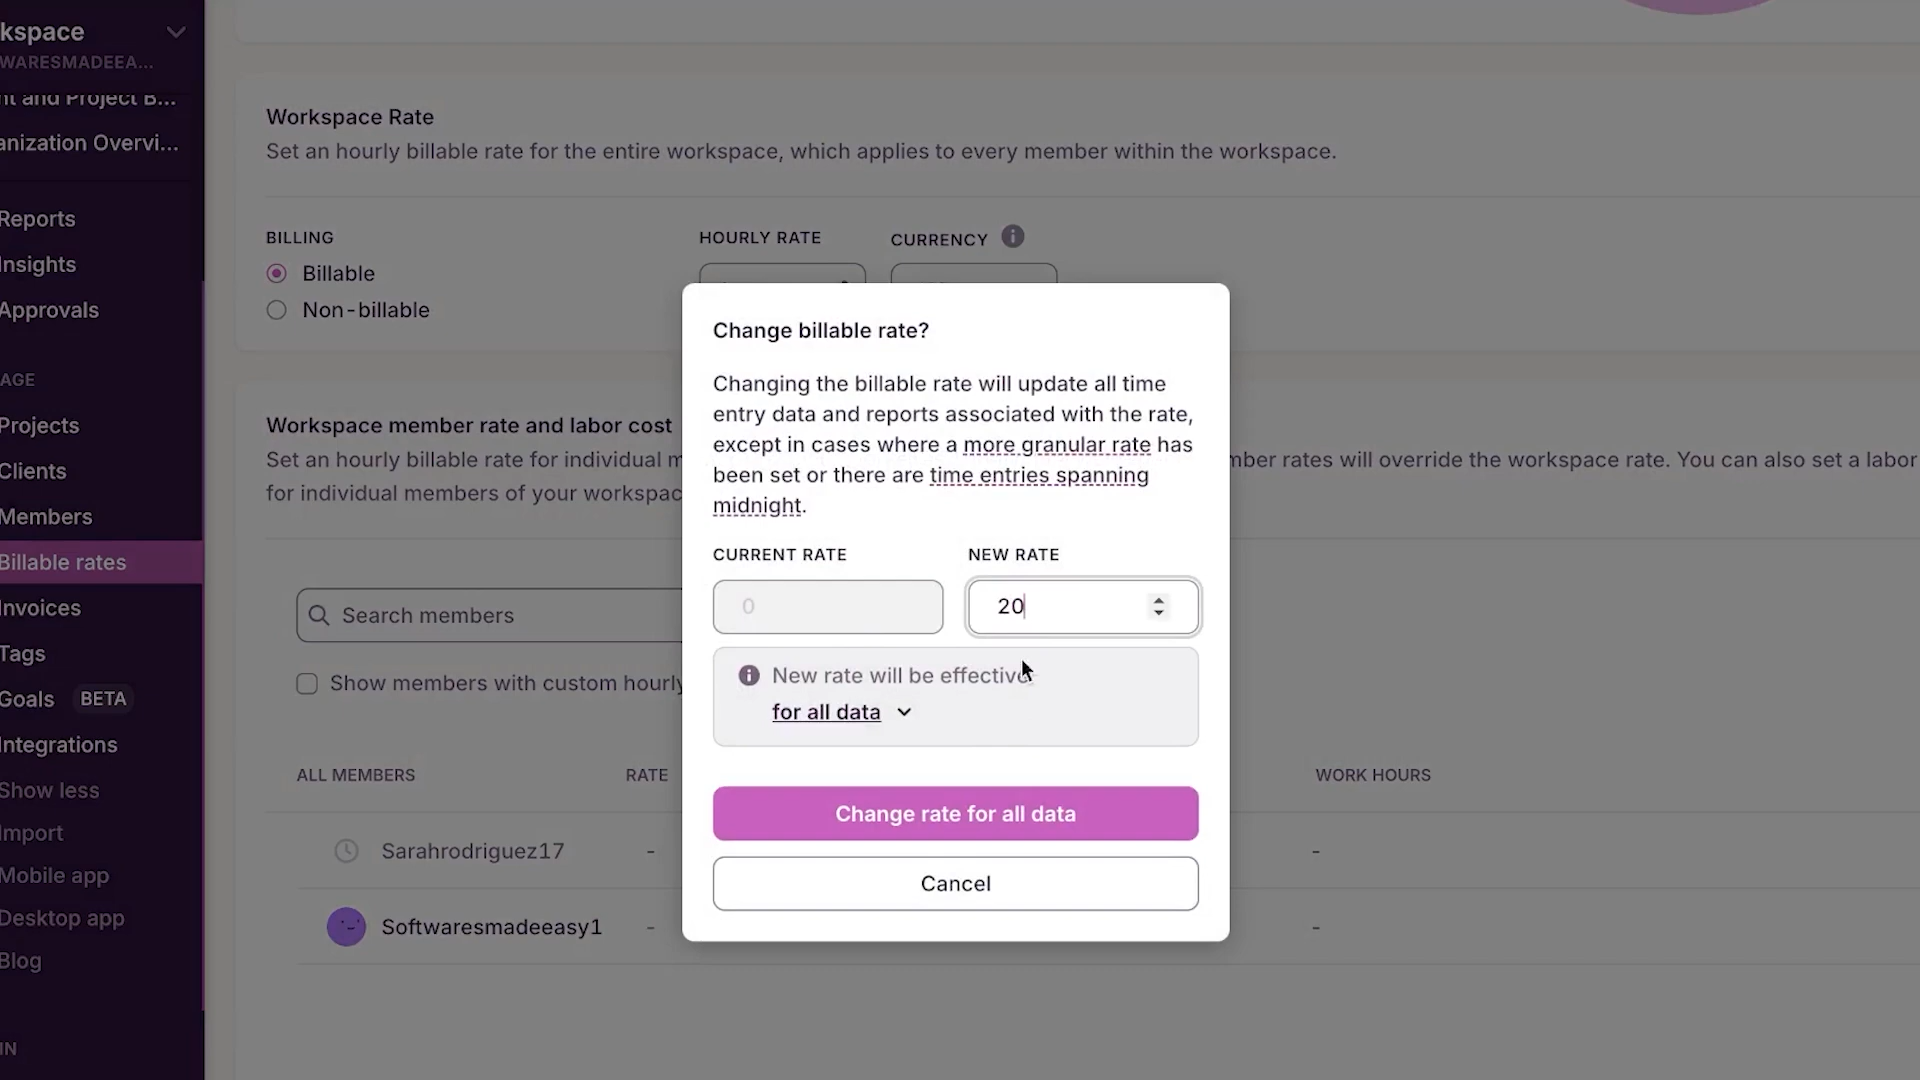 kspace
WARESMADEEA...
nt and Project B...
anization Overvi...
Reports
Insights
Approvals
AGE
Projects
Clients
Members
Billable rates
Invoices
Tags
Goals BETA
Integrations
Show less
Import
Mobile app
Desktop app
Blog
IN
Workspace Rate
Set an hourly billable rate for the entire workspace, which applies to every member within the workspace.
BILLING
Billable
Non-billable
HOURLY RATE
CURRENCY
Workspace member rate and labor cost
Set an hourly billable rate for individual m
mber rates will override the workspace rate. You can also set a labor
for individual members of your workspac
Search members
Show members with custom hourly
ALL MEMBERS RATE WORK HOURS
Sarahrodriguez17 - -
Softwaresmadeeasy1 - -
Change billable rate?
Changing the billable rate will update all time
entry data and reports associated with the rate,
except in cases where a more granular rate has
been set or there are time entries spanning
midnight.
CURRENT RATE NEW RATE
0 20
New rate will be effective
for all data
Change rate for all data
Cancel